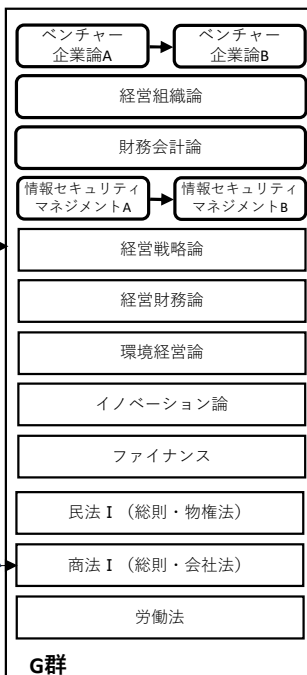 ベンチャー ベンチャー
企業論A 企業論B
経営組織論
財務会計論
情報セキュリティ 情報セキュリティ
マネジメントA マネジメントB
経営戦略論
経営財務論
環境経営論
イノベーション論
ファイナンス
民法Ⅰ（総則・物権法）
商法Ⅰ（総則・会社法）
労働法
G群